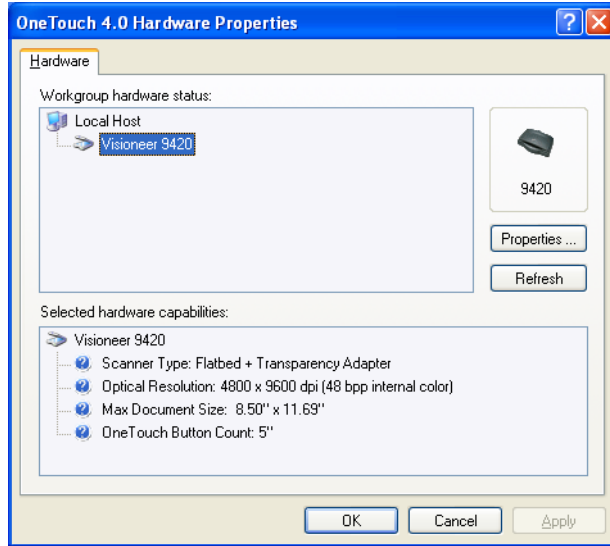 OneTouch 4.0 Hardware Properties
Hardware
Workgroup hardware status:
Local Host
Visioneer 9420
9420
Properties ...
Refresh
Selected hardware capabilities:
Visioneer 9420
Scanner Type: Flatbed + Transparency Adapter
Optical Resolution: 4800 x 9600 dpi (48 bpp internal color)
Max Document Size:  8.50'' x 11.69''
OneTouch Button Count: 5''
OK
Cancel
Apply